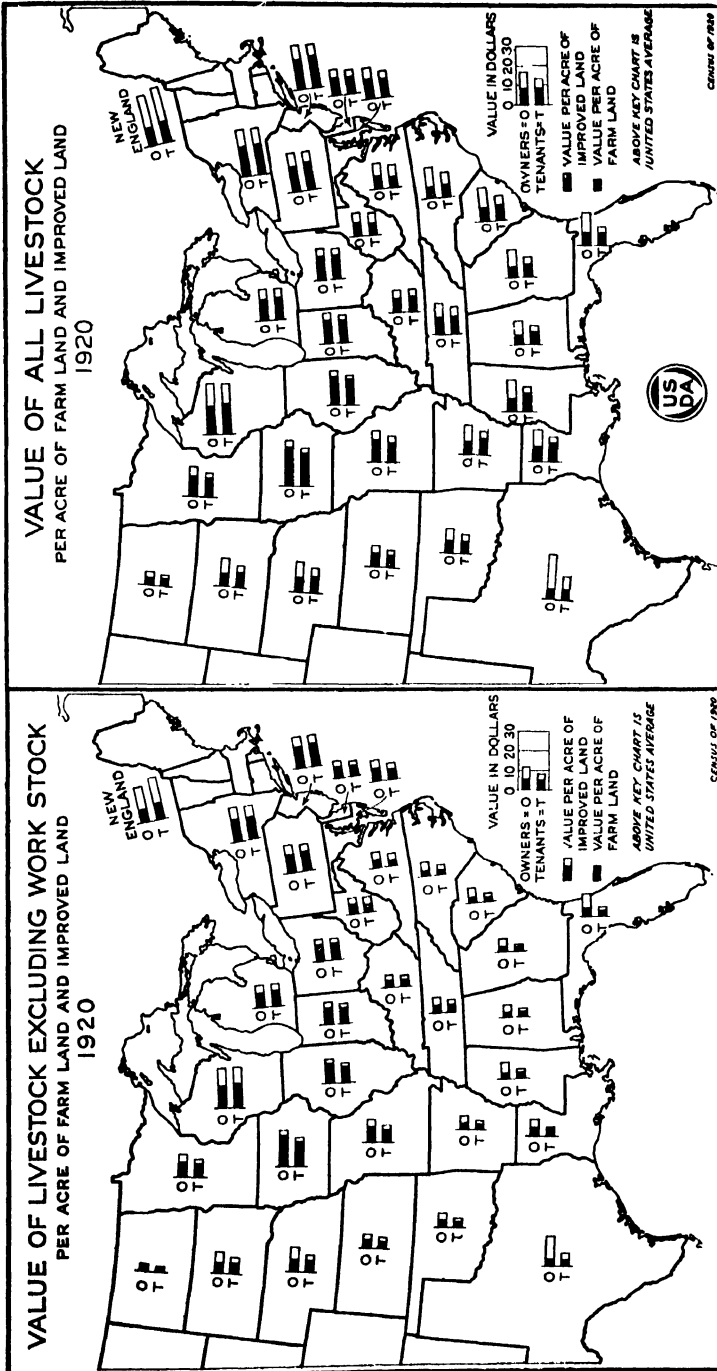 VALUE OF LIVESTOCK EXCLUDING WORK STOCK
PER ACRE OF FARM LAND AND IMPROVED LAND
1920
NEW
ENGLAND
O
T
O
T
O
T
O
T
O
T
O
T
O
T
O
T
O
T
O
T
O
T
O
T
O
T
O
T
O
T
O
T
O
T
O
T
O
T
O
T
O
T
O
T
O
T
O
T
O
T
O
T
O
T
O
T
O
T
O
T
O
T
O
T
VALUE IN DOLLARS
0 10 20 30
OWNERS = O
TENANTS = T
VALUE PER ACRE OF
IMPROVED LAND
VALUE PER ACRE OF
FARM LAND
ABOVE KEY CHART IS
UNITED STATES AVERAGE
CENSUS OF 1920
VALUE OF ALL LIVESTOCK
PER ACRE OF FARM LAND AND IMPROVED LAND
1920
NEW
ENGLAND
O
T
O
T
O
T
O
T
O
T
O
T
O
T
O
T
O
T
O
T
O
T
O
T
O
T
O
T
O
T
O
T
O
T
O
T
O
T
O
T
O
T
O
T
O
T
O
T
O
T
O
T
O
T
O
T
O
T
O
T
O
T
O
T
VALUE IN DOLLARS
0 10 20 30
OWNERS = O
TENANTS = T
VALUE PER ACRE OF
IMPROVED LAND
VALUE PER ACRE OF
FARM LAND
ABOVE KEY CHART IS
UNITED STATES AVERAGE
US
DA
CENSUS OF 1920